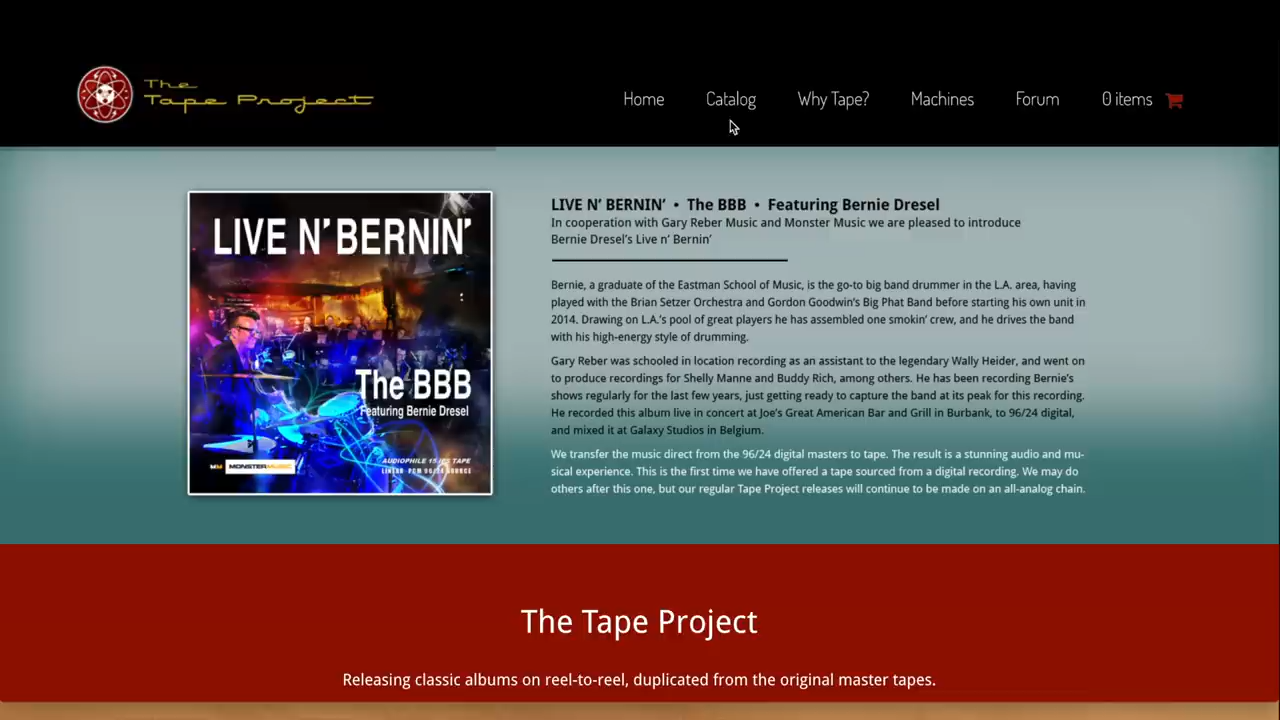 The
Tape Project
Home Catalog Why Tape? Machines Forum 0 items
LIVE N' BERNIN'
The BBB
Featuring Bernie Dresel
MM MONSTERMUSIC
AUDIOPHILE 15 IPS TAPE
LINEAR PCM 96/24 SOURCE
LIVE N' BERNIN' • The BBB • Featuring Bernie Dresel
In cooperation with Gary Reber Music and Monster Music we are pleased to introduce
Bernie Dresel's Live n' Bernin'
Bernie, a graduate of the Eastman School of Music, is the go-to big band drummer in the L.A. area, having
played with the Brian Setzer Orchestra and Gordon Goodwin's Big Phat Band before starting his own unit in
2014. Drawing on L.A.'s pool of great players he has assembled one smokin' crew, and he drives the band
with his high-energy style of drumming.
Gary Reber was schooled in location recording as an assistant to the legendary Wally Heider, and went on
to produce recordings for Shelly Manne and Buddy Rich, among others. He has been recording Bernie's
shows regularly for the last few years, just getting ready to capture the band at its peak for this recording.
He recorded this album live in concert at Joe's Great American Bar and Grill in Burbank, to 96/24 digital,
and mixed it at Galaxy Studios in Belgium.
We transfer the music direct from the 96/24 digital masters to tape. The result is a stunning audio and mu-
sical experience. This is the first time we have offered a tape sourced from a digital recording. We may do
others after this one, but our regular Tape Project releases will continue to be made on an all-analog chain.
The Tape Project
Releasing classic albums on reel-to-reel, duplicated from the original master tapes.